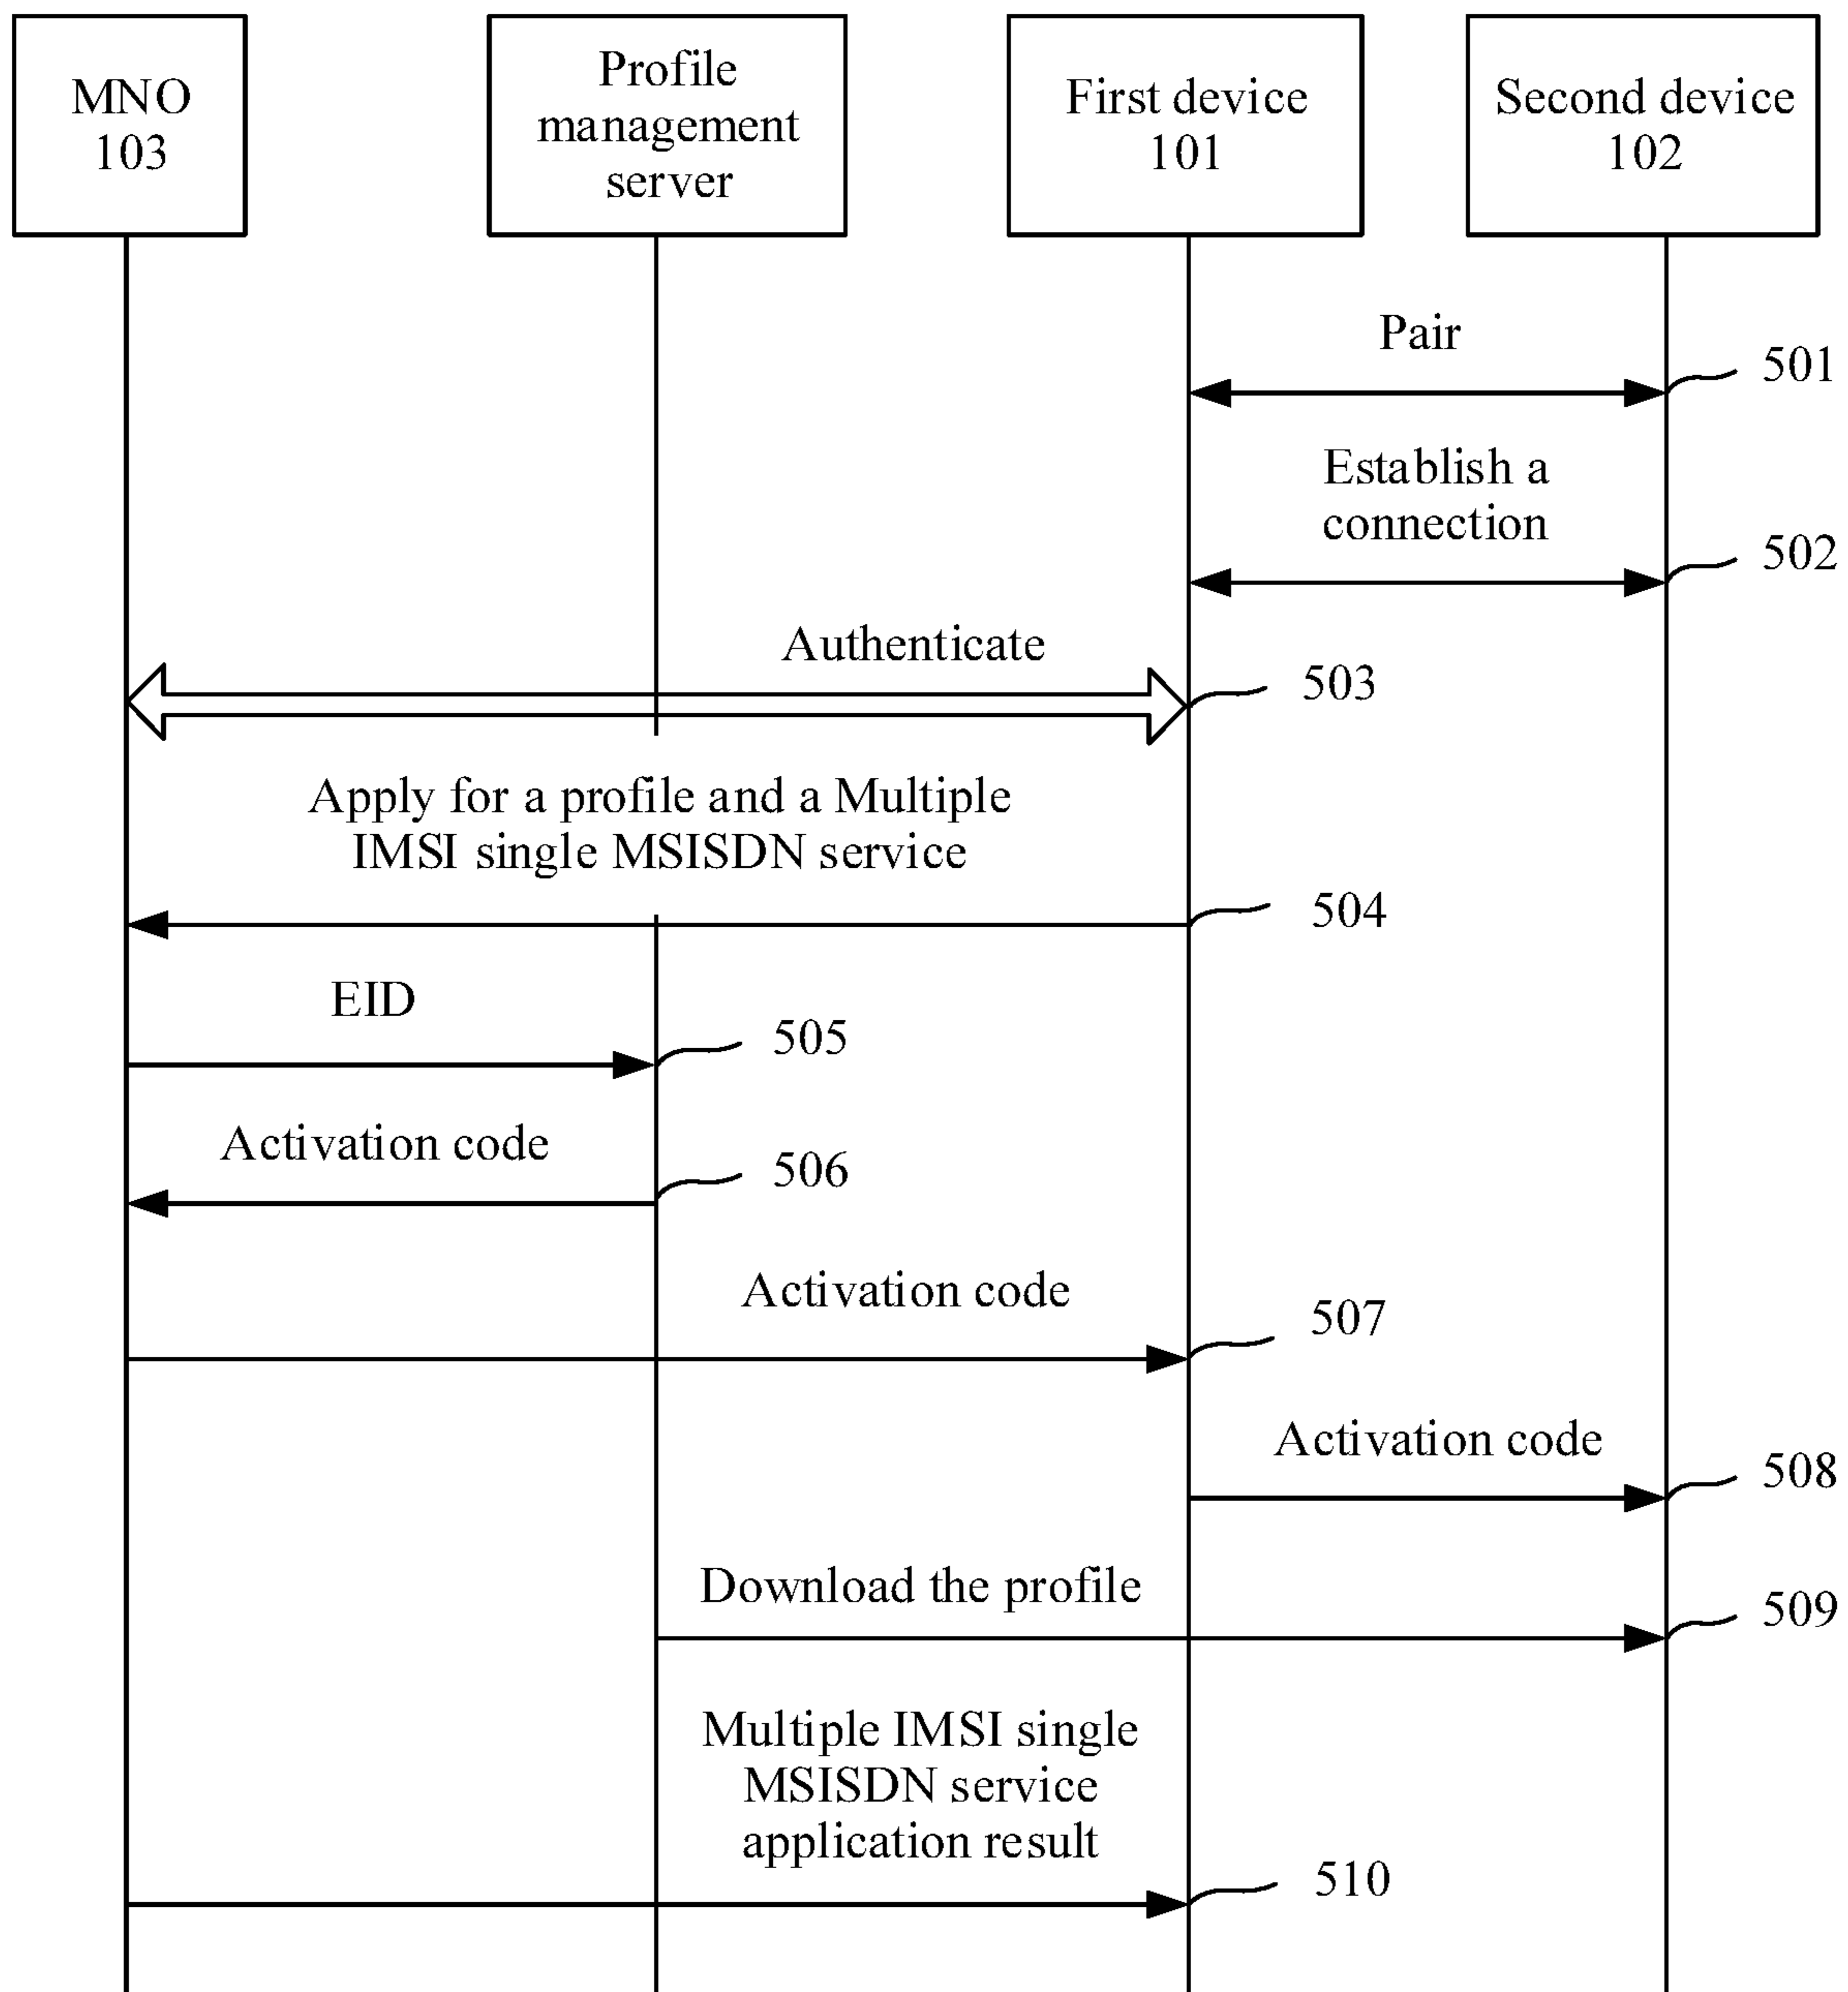 MNO
103
Profile
management
server
First device
101
Second device
102
Pair
501
Establish a
connection
502
Authenticate
503
Apply for a profile and a Multiple
IMSI single MSISDN service
504
EID
505
Activation code
506
Activation code
507
Activation code
508
Download the profile
509
Multiple IMSI single
MSISDN service
application result
510